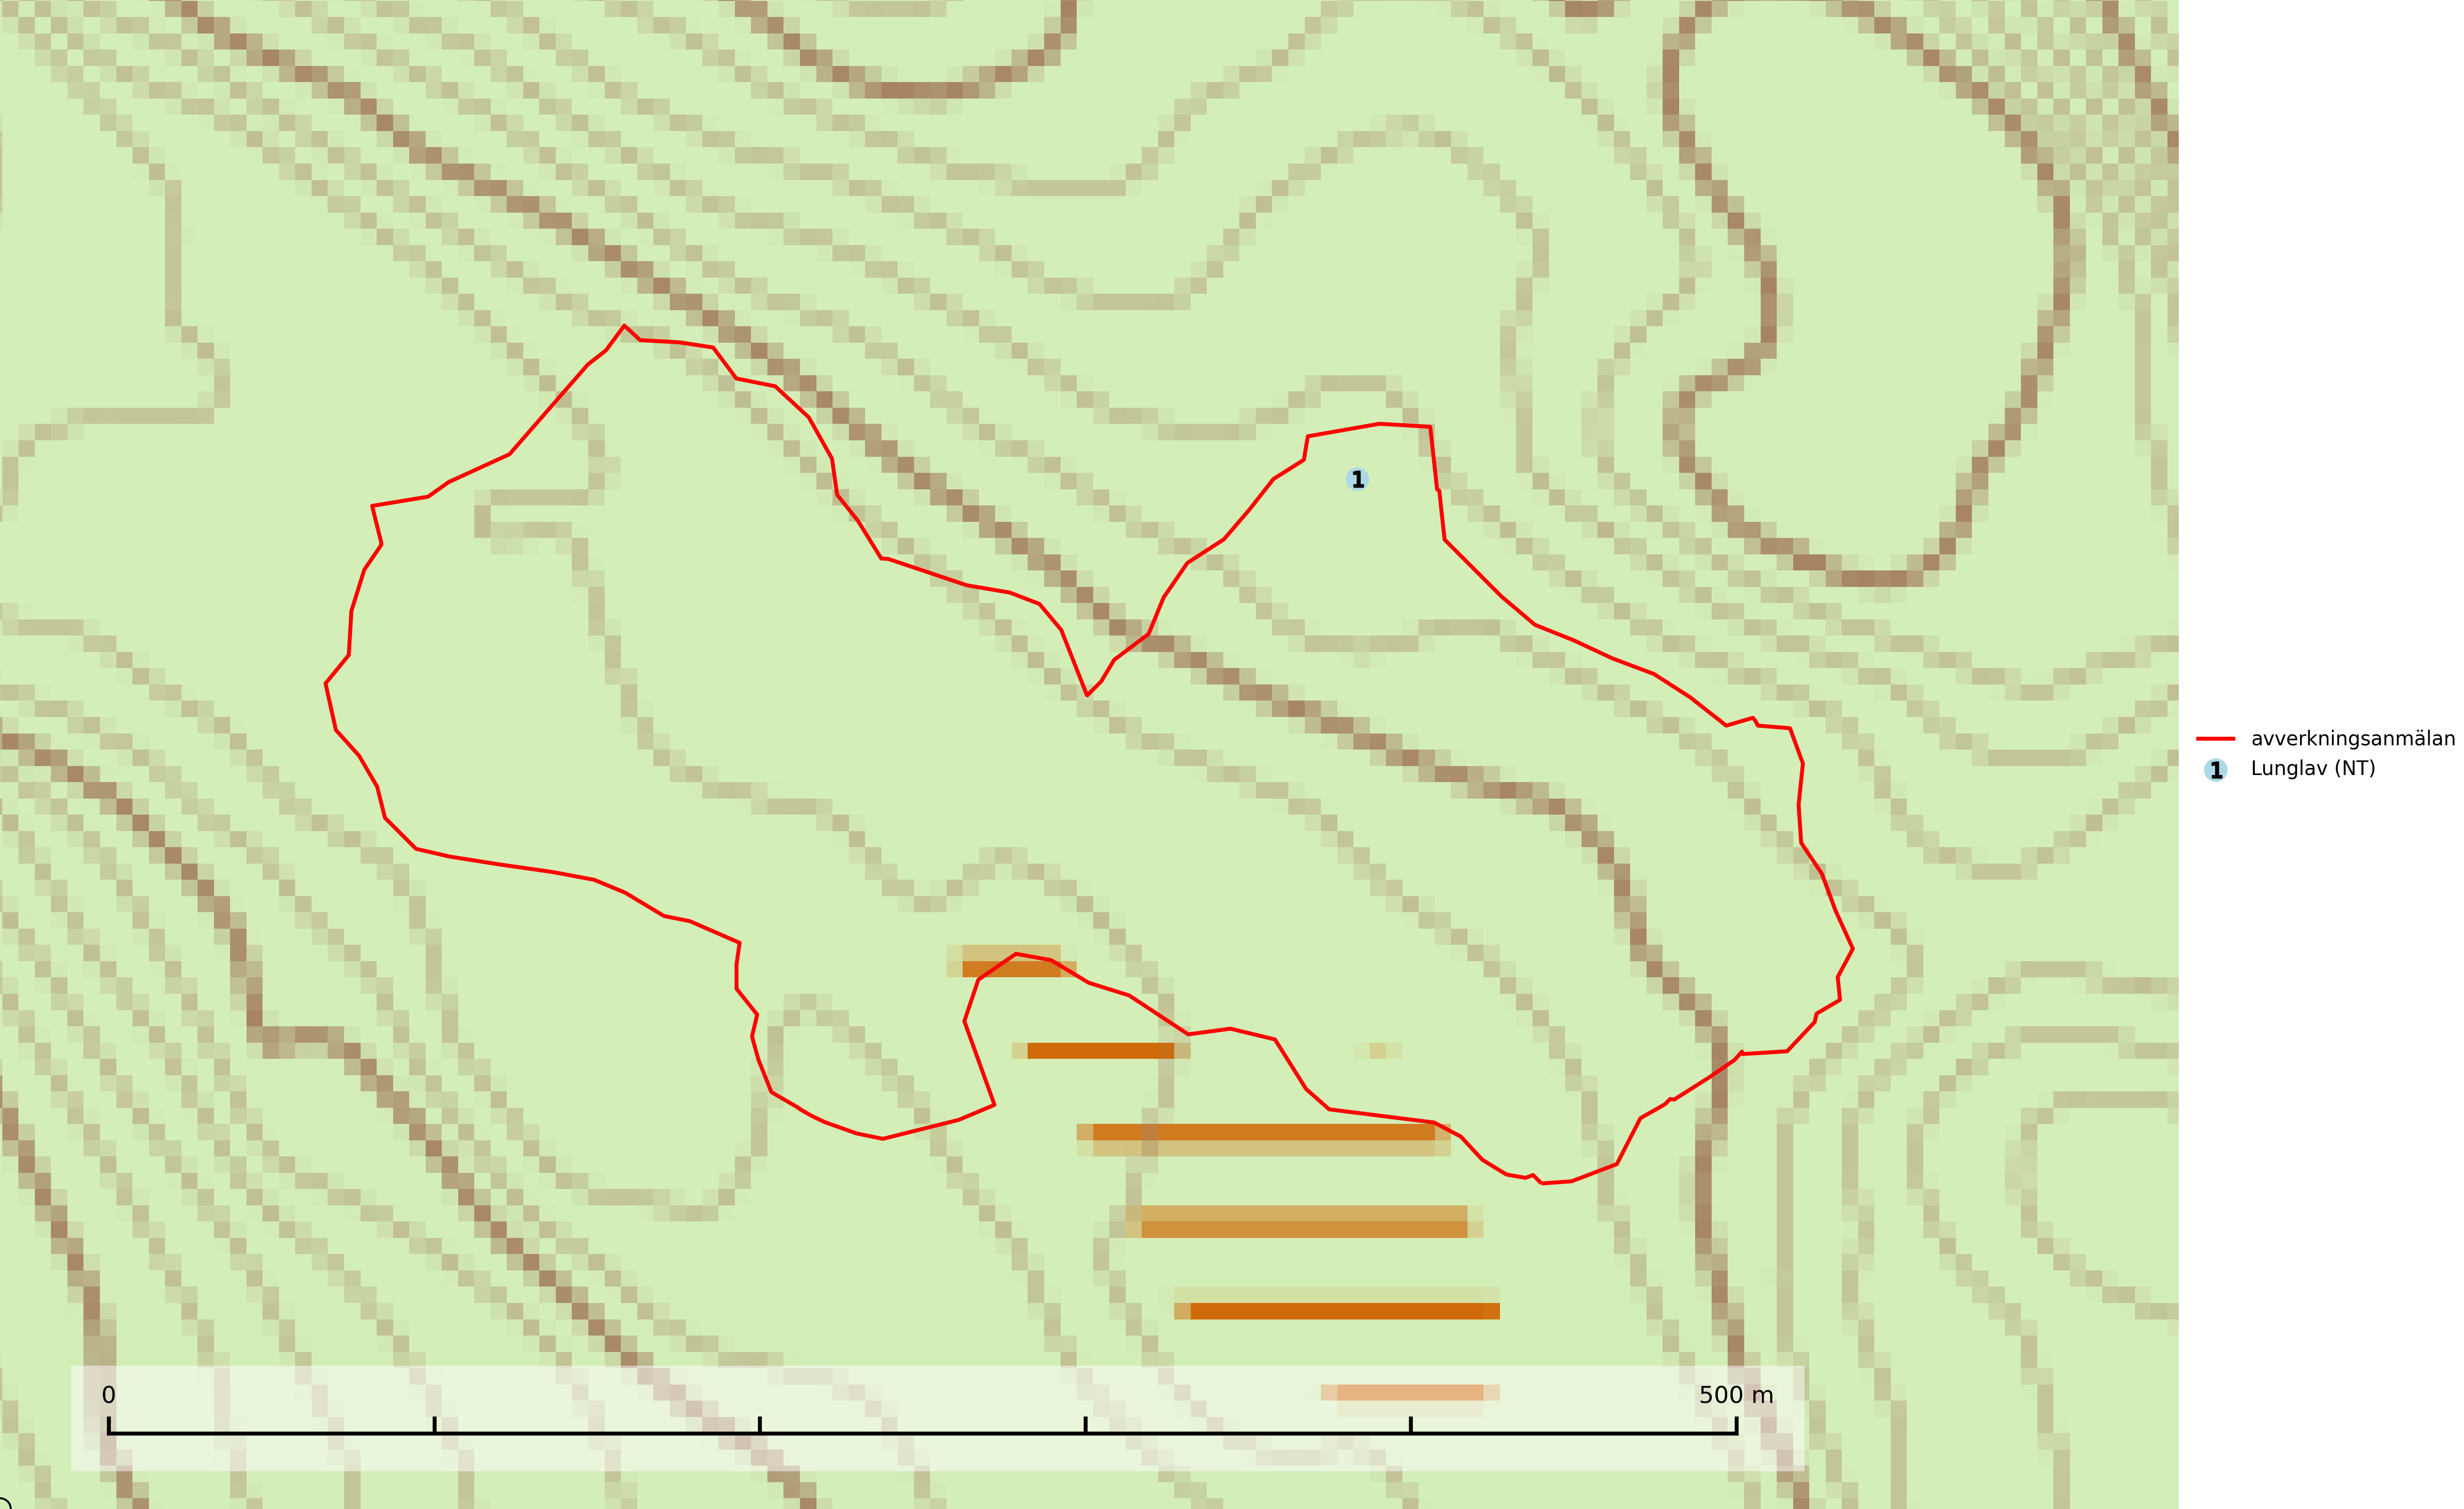 1
avverkningsanmälan
1 Lunglav (NT)
0 500 m